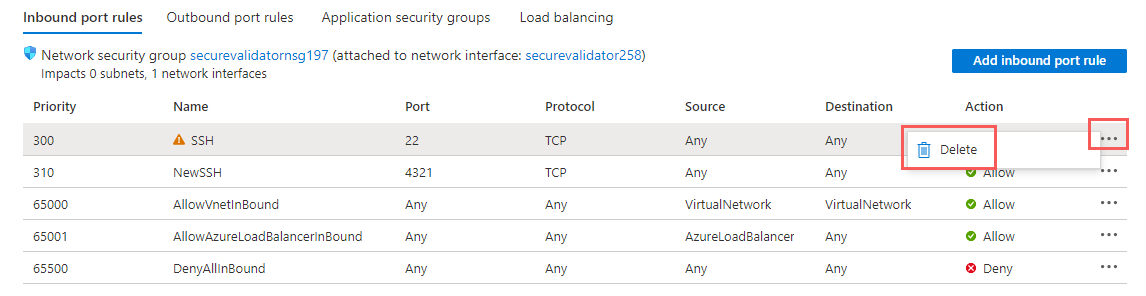 Inbound port rules Outbound port rules Application security groups Load balancing
Network security group securevalidatornsg197 (attached to network interface: securevalidator258)
Impacts 0 subnets, 1 network interfaces
Add inbound port rule
Priority Name Port Protocol Source Destination Action
300 SSH 22 TCP Any Any
Delete
310 NewSSH 4321 TCP Any Any Allow
65000 AllowVnetInBound Any Any VirtualNetwork VirtualNetwork Allow
65001 AllowAzureLoadBalancerInBound Any Any AzureLoadBalancer Any Allow
65500 DenyAllInBound Any Any Any Any Deny